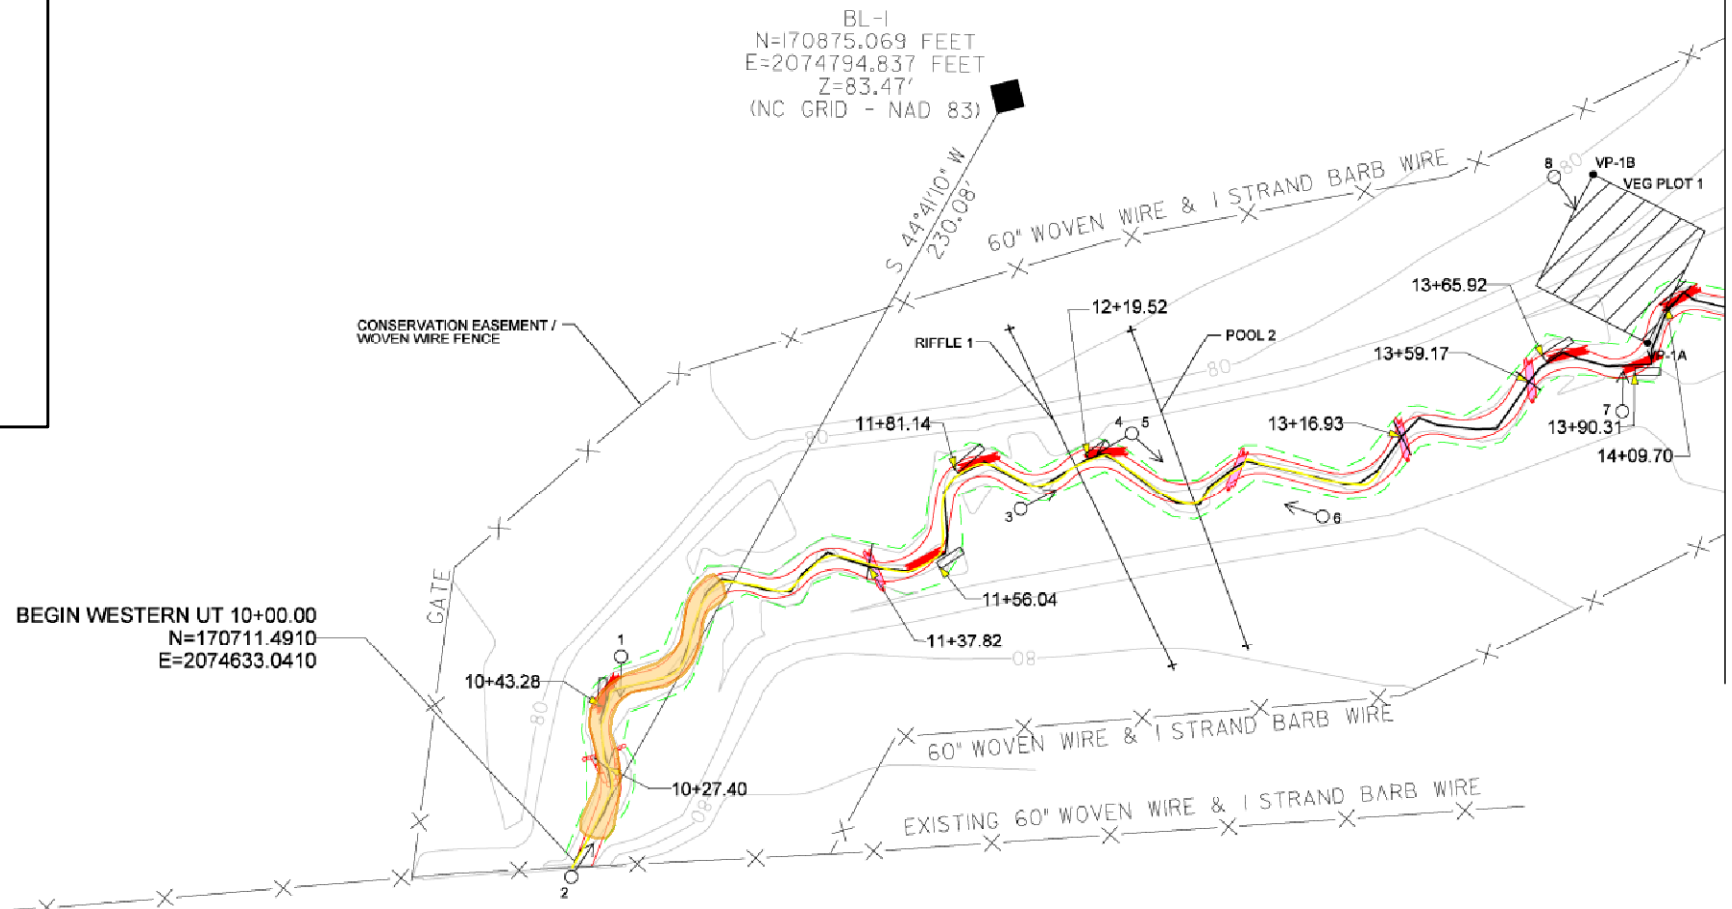 BL-1
N=170875.069 FEET
E=2074794.837 FEET
Z=83.47'
(NC GRID - NAD 83)
S 44°41'10" W
230.08'
60" WOVEN WIRE & 1 STRAND BARB WIRE
8
80
VP-1B
VEG PLOT 1
CONSERVATION EASEMENT /
WOVEN WIRE FENCE
13+65.92
12+19.52
RIFFLE 1
POOL 2
13+59.17
80
VP-1A
11+81.14
80
4
5
13+16.93
7
13+90.31
14+09.70
3
6
GATE
11+56.04
BEGIN WESTERN UT 10+00.00
N=170711.4910
E=2074633.0410
1
11+37.82
80
10+43.28
80
60" WOVEN WIRE & 1 STRAND BARB WIRE
10+27.40
80
EXISTING 60" WOVEN WIRE & 1 STRAND BARB WIRE
2